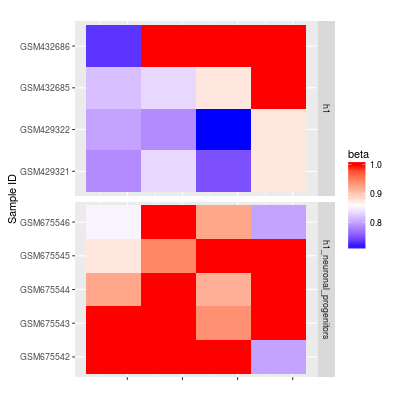 Sample ID
GSM432686
GSM432685
GSM429322
GSM429321
h1
GSM675546
GSM675545
GSM675544
GSM675543
GSM675542
h1_neuronal_progenitors
beta
1.0
0.9
0.8